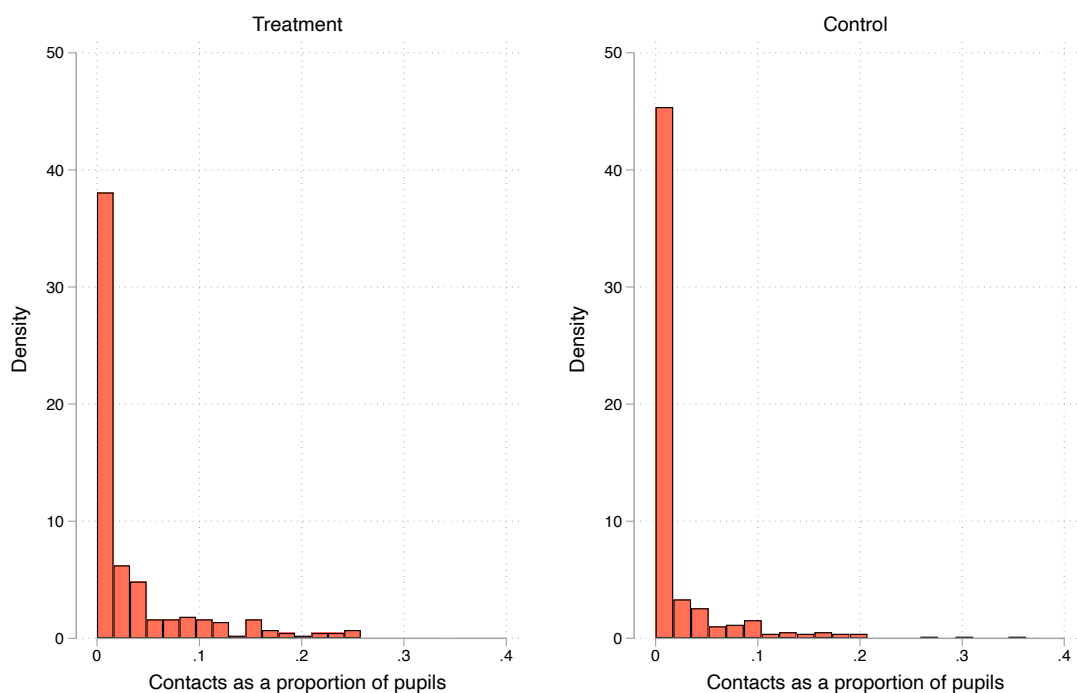 Treatment
50
40
30
20
10
0
Density
0 .1 .2 .3 .4
Contacts as a proportion of pupils
Control
50
40
30
20
10
0
Density
0 .1 .2 .3 .4
Contacts as a proportion of pupils